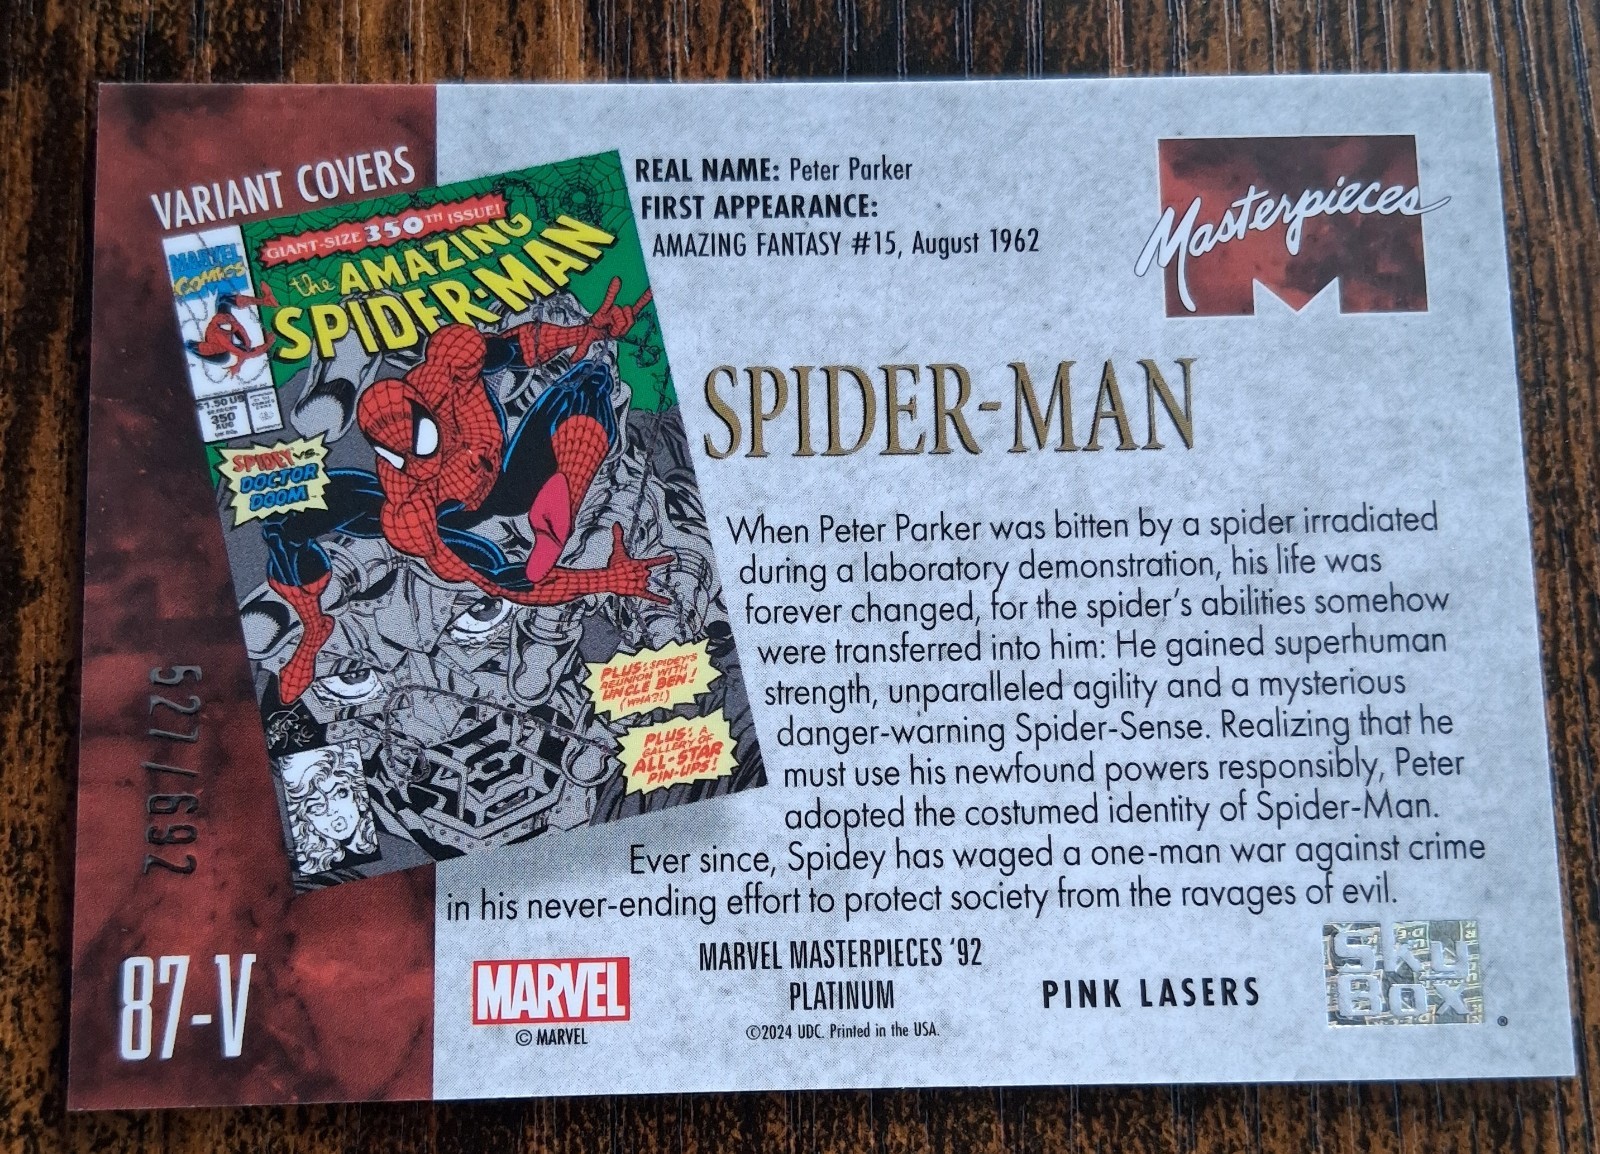 VARIANT COVERS
MARVEL
COMICS
GIANT-SIZE 350TH ISSUE!
the AMAZING
SPIDER-MAN
$1.50 US
350
AUG
SPIDEY VS.
DOCTOR
DOOM!
PLUS: SPIDEY'S
REUNION WITH
UNCLE BEN!
(WHA?!)
PLUS: A
GALLERY OF
ALL-STAR
PIN-UPS!
REAL NAME: Peter Parker
FIRST APPEARANCE:
AMAZING FANTASY #15, August 1962
Masterpieces
SPIDER-MAN
When Peter Parker was bitten by a spider irradiated
during a laboratory demonstration, his life was
forever changed, for the spider's abilities somehow
were transferred into him: He gained superhuman
strength, unparalleled agility and a mysterious
danger-warning Spider-Sense. Realizing that he
must use his newfound powers responsibly, Peter
adopted the costumed identity of Spider-Man.
Ever since, Spidey has waged a one-man war against crime
in his never-ending effort to protect society from the ravages of evil.
527/692
87-V
MARVEL
© MARVEL
MARVEL MASTERPIECES '92
PLATINUM
©2024 UDC. Printed in the USA.
PINK LASERS
SkyBox
®